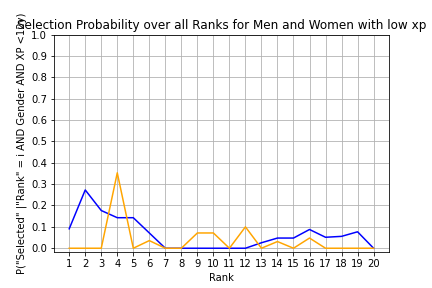 Selection Probability over all Ranks for Men and Women with low xp
P("Selected" |"Rank" = i AND Gender AND XP <12y)
1.0
0.9
0.8
0.7
0.6
0.5
0.4
0.3
0.2
0.1
0.0
1 2 3 4 5 6 7 8 9 10 11 12 13 14 15 16 17 18 19 20
Rank